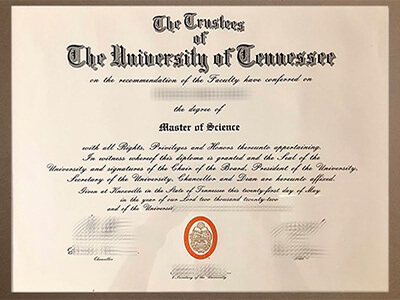 The Trustees
of
The University of Tennessee
on the recommendation of the Faculty have conferred on
the degree of
Master of Science
with all Rights, Privileges and Honors thereunto appertaining.
In witness whereof this diploma is granted and the Seal of the
University and signatures of the Chair of the Board, President of the University,
Secretary of the University, Chancellor and Dean are hereunto affixed.
Given at Knoxville in the State of Tennessee this twenty-first day of May
in the year of our Lord two thousand twenty-two
and of the Universit
Chancellor
Secretary of the University